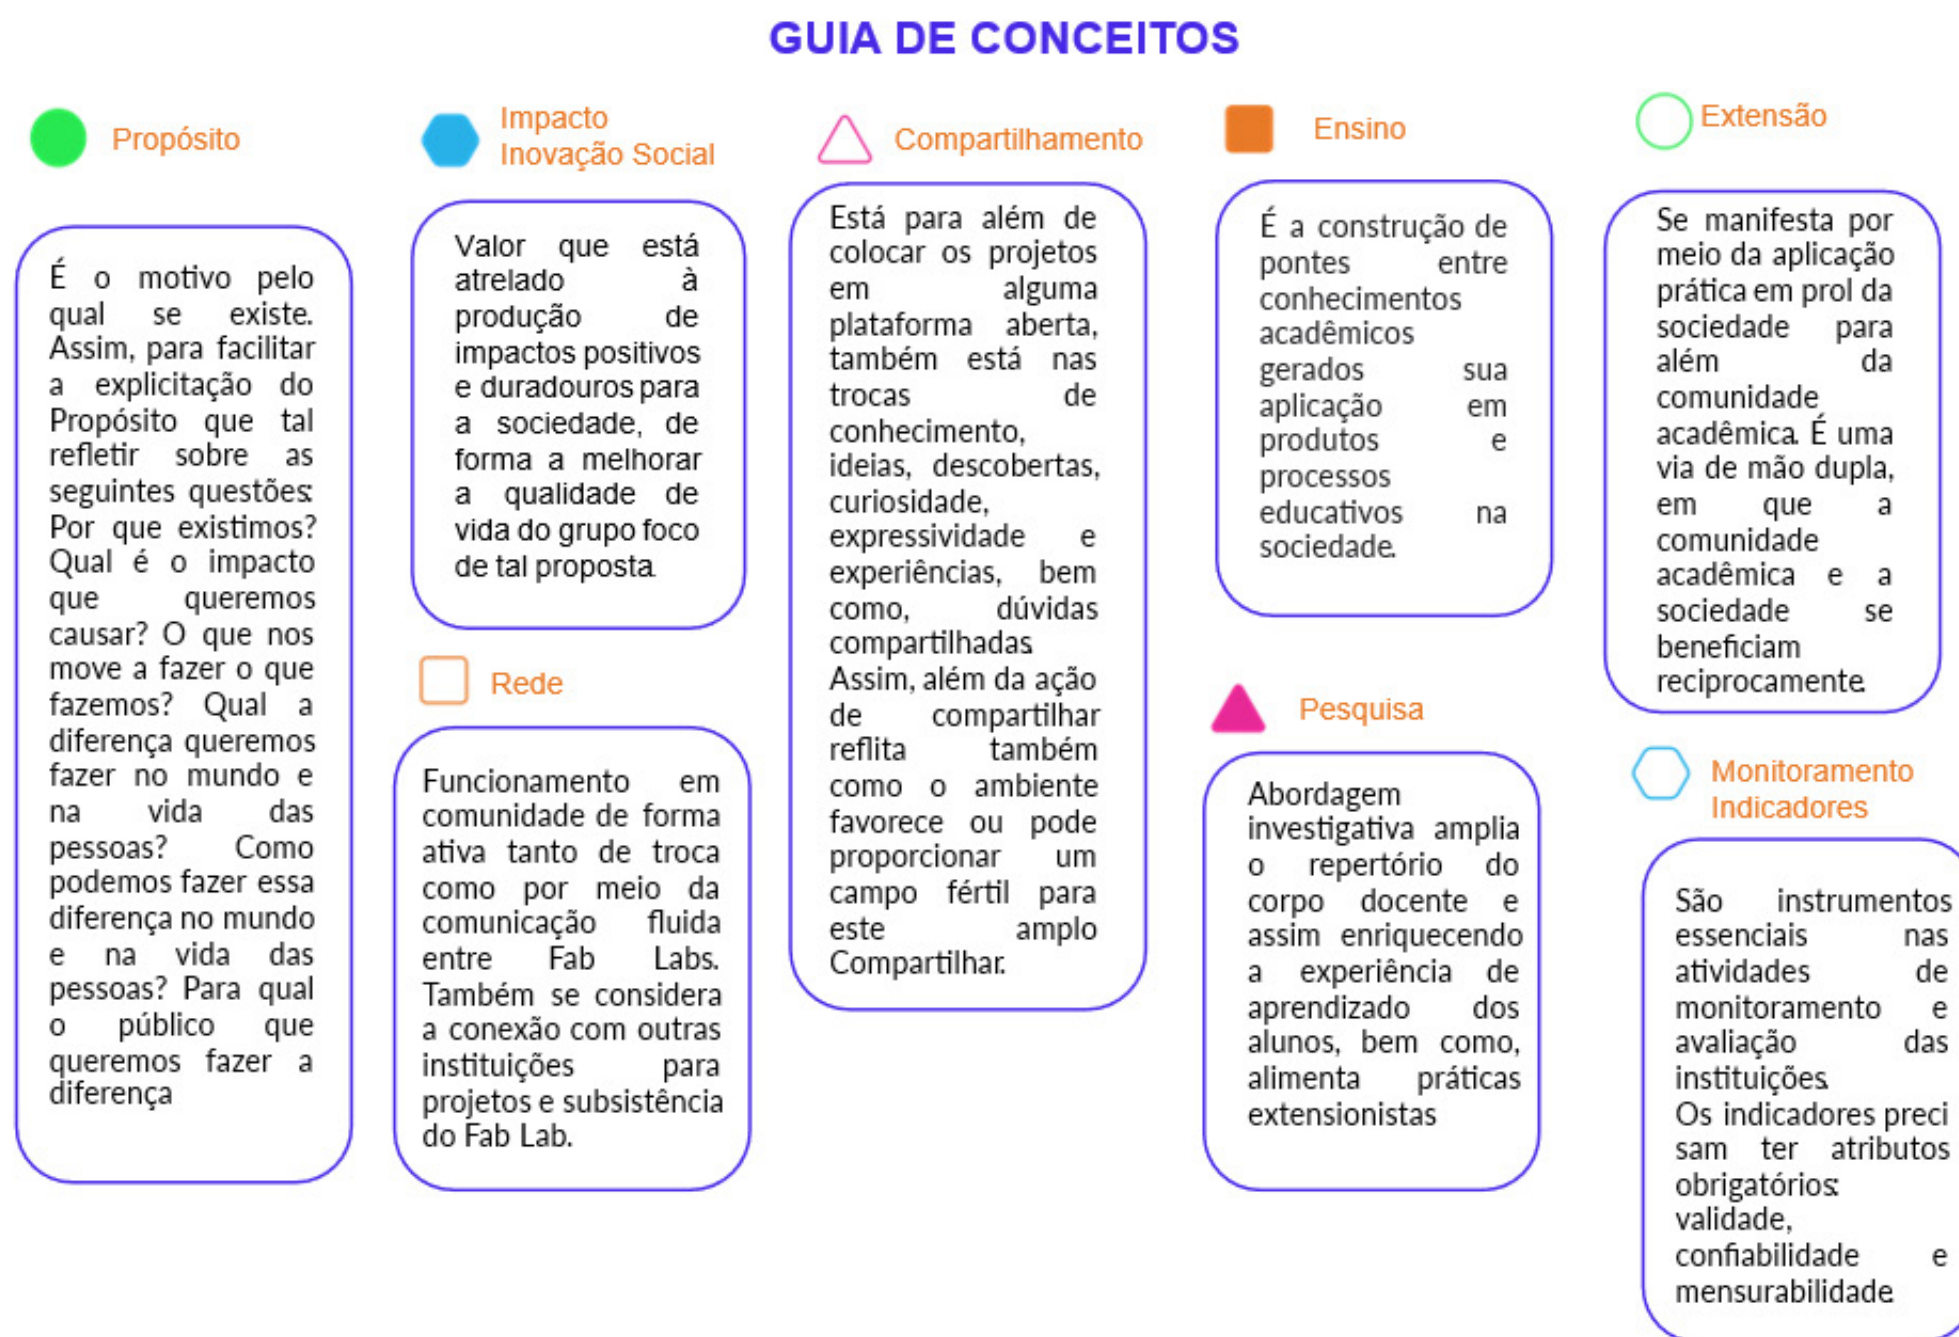 GUIA DE CONCEITOS
Propósito
É o motivo pelo
qual se existe.
Assim, para facilitar
a explicitação do
Propósito que tal
refletir sobre as
seguintes questões:
Por que existimos?
Qual é o impacto
que queremos
causar? O que nos
move a fazer o que
fazemos? Qual a
diferença queremos
fazer no mundo e
na vida das
pessoas? Como
podemos fazer essa
diferença no mundo
e na vida das
pessoas? Para qual
o público que
queremos fazer a
diferença
Impacto
Inovação Social
Valor que está
atrelado à
produção de
impactos positivos
e duradouros para
a sociedade, de
forma a melhorar
a qualidade de
vida do grupo foco
de tal proposta.
Rede
Funcionamento em
comunidade de forma
ativa tanto de troca
como por meio da
comunicação fluida
entre Fab Labs.
Também se considera
a conexão com outras
instituições para
projetos e subsistência
do Fab Lab.
Compartilhamento
Está para além de
colocar os projetos
em alguma
plataforma aberta,
também está nas
trocas de
conhecimento,
ideias, descobertas,
curiosidade,
expressividade e
experiências, bem
como, dúvidas
compartilhadas.
Assim, além da ação
de compartilhar
reflita também
como o ambiente
favorece ou pode
proporcionar um
campo fértil para
este amplo
Compartilhar.
Ensino
É a construção de
pontes entre
conhecimentos
acadêmicos
gerados sua
aplicação em
produtos e
processos
educativos na
sociedade.
Pesquisa
Abordagem
investigativa amplia
o repertório do
corpo docente e
assim enriquecendo
a experiência de
aprendizado dos
alunos, bem como,
alimenta práticas
extensionistas
Extensão
Se manifesta por
meio da aplicação
prática em prol da
sociedade para
além da
comunidade
acadêmica. É uma
via de mão dupla,
em que a
comunidade
acadêmica e a
sociedade se
beneficiam
reciprocamente.
Monitoramento
Indicadores
São instrumentos
essenciais nas
atividades de
monitoramento e
avaliação das
instituições.
Os indicadores preci
sam ter atributos
obrigatórios:
validade,
confiabilidade e
mensurabilidade.